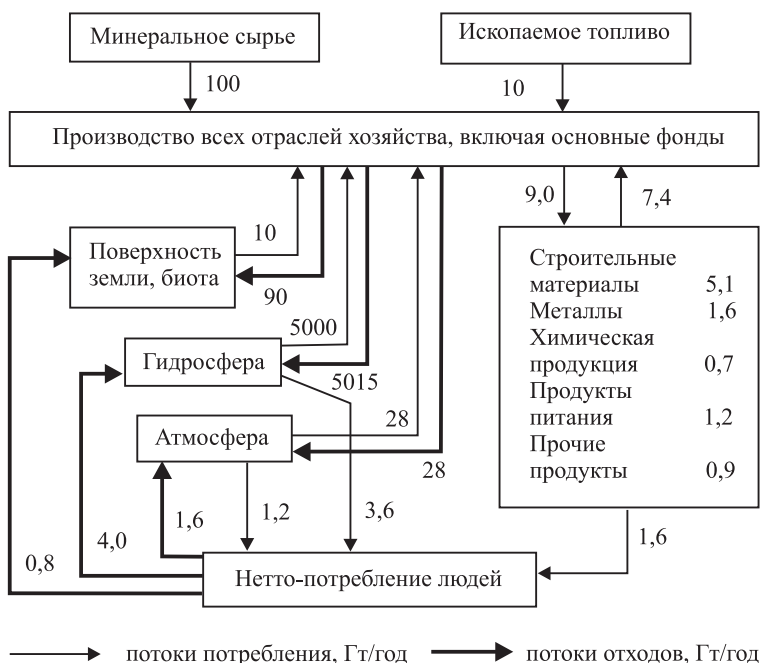 Минеральное сырье
Ископаемое топливо
100
10
Производство всех отраслей хозяйства, включая основные фонды
9,0
7,4
Поверхность
земли, биота
10
90
Строительные
материалы 5,1
Металлы 1,6
Химическая
продукция 0,7
Продукты
питания 1,2
Прочие
продукты 0,9
5000
Гидросфера
5015
28
Атмосфера
28
0,8
4,0
1,6
1,2
3,6
1,6
Нетто-потребление людей
потоки потребления, Гт/год
потоки отходов, Гт/год